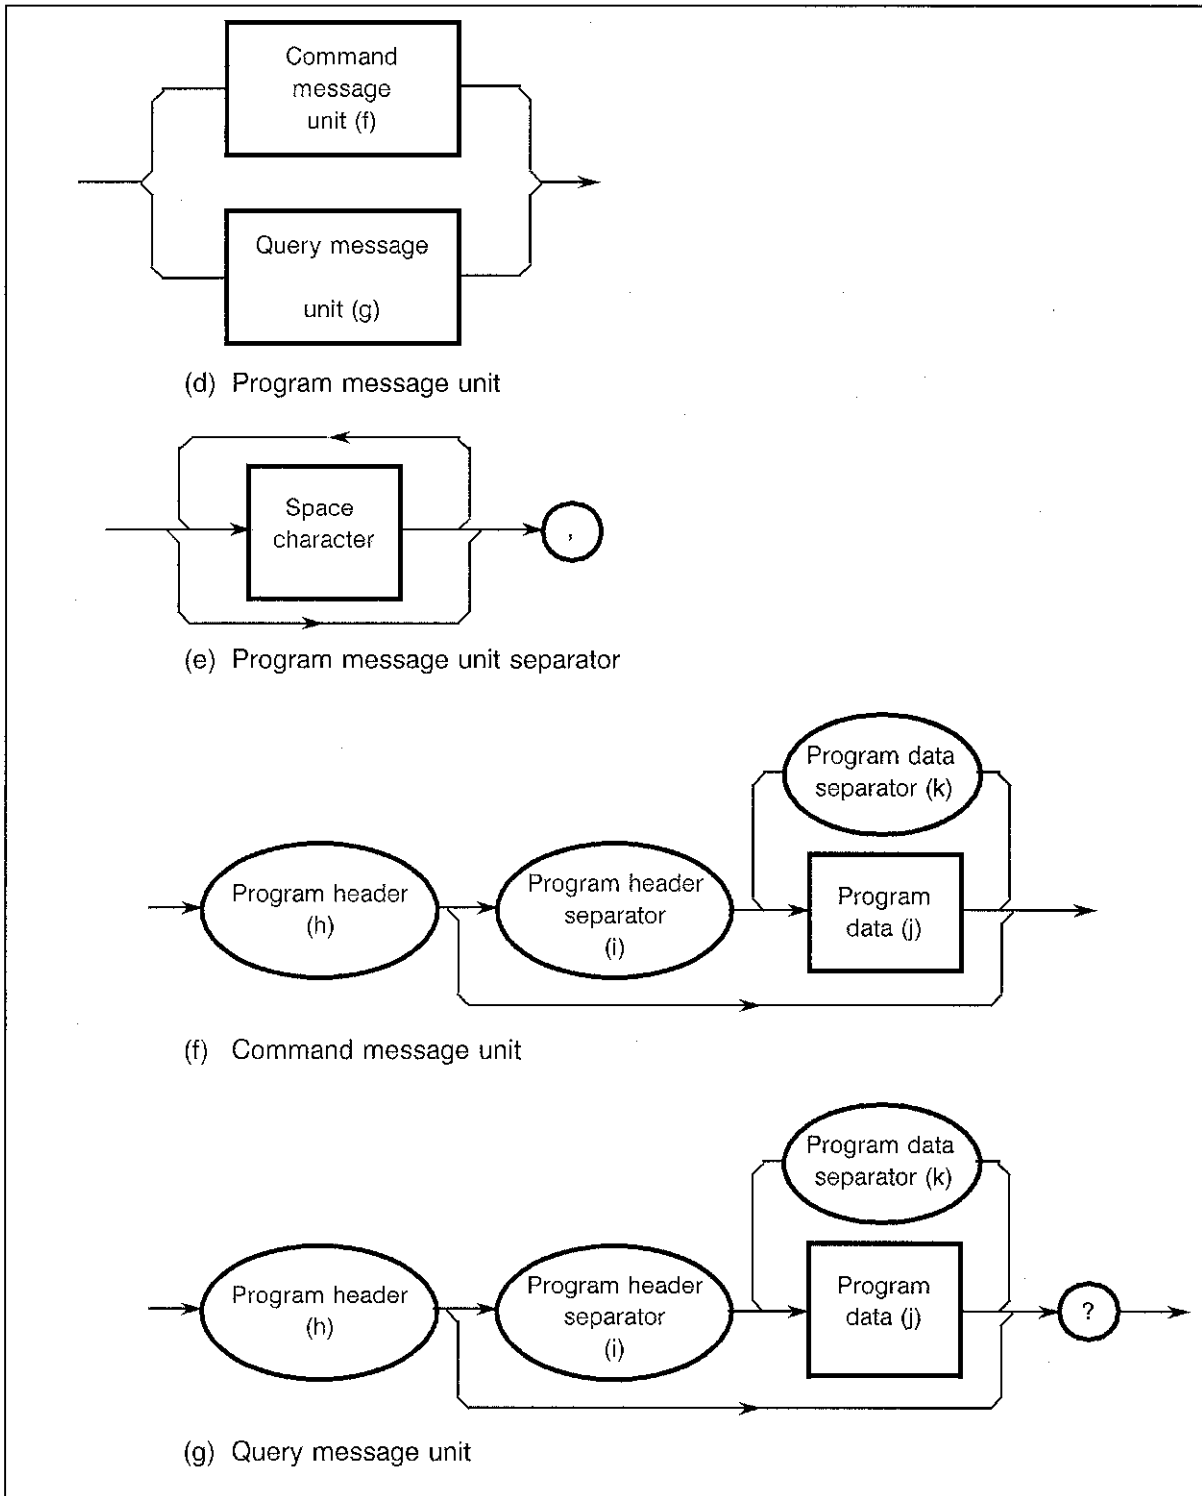 Command
message
unit (f)
Query message
unit (g)
(d) Program message unit
Space
character
,
(e) Program message unit separator
Program data
separator (k)
Program header
(h)
Program header
separator
(i)
Program
data (j)
(f) Command message unit
Program data
separator (k)
Program header
(h)
Program header
separator
(i)
Program
data (j)
?
(g) Query message unit